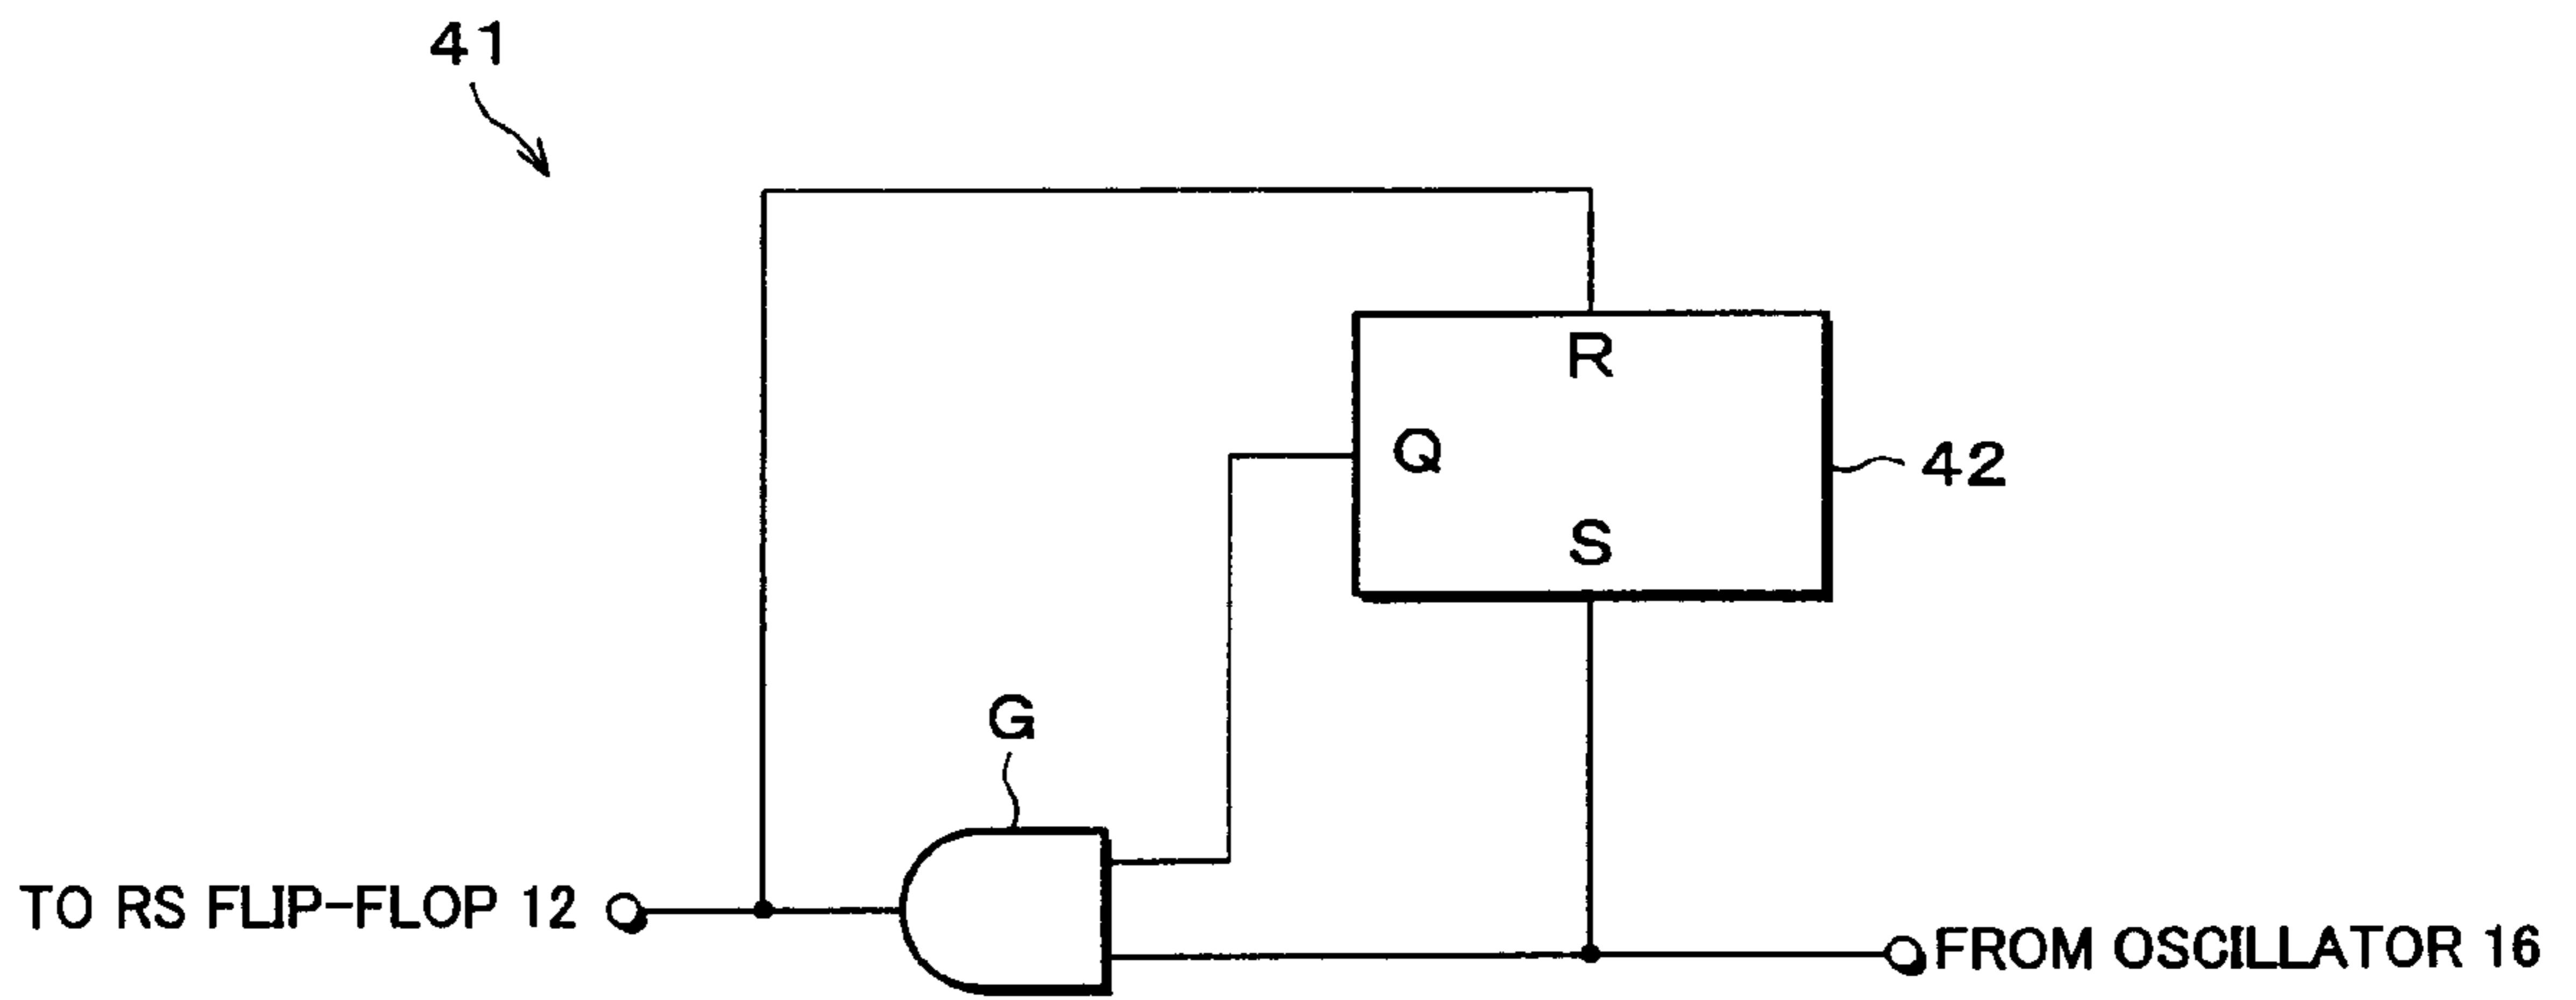 41
R
Q
42
S
G
TO RS FLIP-FLOP 12
FROM OSCILLATOR 16